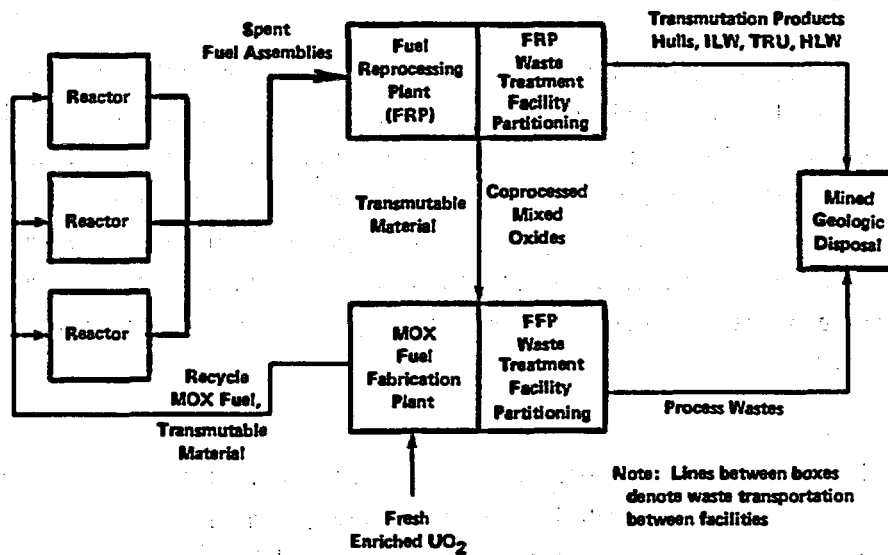 Spent
Fuel Assemblies
Transmutation Products
Hulls, ILW, TRU, HLW
Reactor
Reactor
Reactor
Fuel
Reprocessing
Plant
(FRP)
FRP
Waste
Treatment
Facility
Partitioning
Transmutable
Material
Coprocessed
Mixed
Oxides
Mined
Geologic
Disposal
Recycle
MOX Fuel,
Transmutable
Material
MOX
Fuel
Fabrication
Plant
FFP
Waste
Treatment
Facility
Partitioning
Process Wastes
Fresh
Enriched UO2
Note: Lines between boxes
denote waste transportation
between facilities